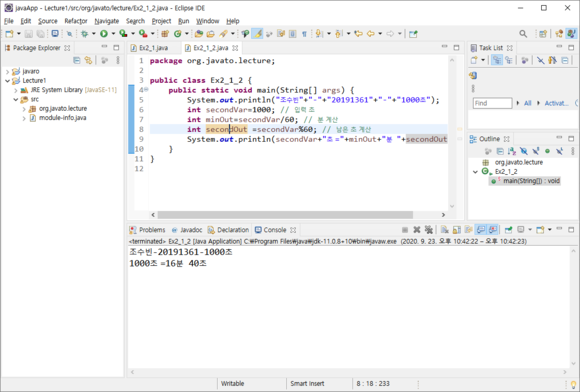 javaApp - Lecture1/src/org/javato/lecture/Ex2_1_2.java - Eclipse IDE
File Edit Source Refactor Navigate Search Project Run Window Help
Package Explorer
javaro
Lecture1
JRE System Library [JavaSE-11]
src
org.javato.lecture
module-info.java
Ex2_1.java
Ex2_1_2.java
1 package org.javato.lecture;
2
3 public class Ex2_1_2 {
4 public static void main(String[] args) {
5 System.out.println("조수빈"+"-"+"20191361"+"-"+"1000조");
6 int secondVar=1000; // 입력 조
7 int minOut=secondVar/60; // 분 계산
8 int secondOut =secondVar%60; // 남은 조 계산
9 System.out.println(secondVar+"조 ="+minOut+"분 "+secondOut
10 }
11 }
12
Task List
Find
All
Activat...
Outline
org.javato.lecture
Ex2_1_2
main(String[]) : void
Problems
Javadoc
Declaration
Console
<terminated> Ex2_1_2 [Java Application] C:₩Program Files₩Java₩jdk-11.0.8+10₩bin₩javaw.exe (2020. 9. 23. 오후 10:42:22 – 오후 10:42:23)
조수빈-20191361-1000조
1000조 =16분 40조
Writable
Smart Insert
8 : 18 : 233